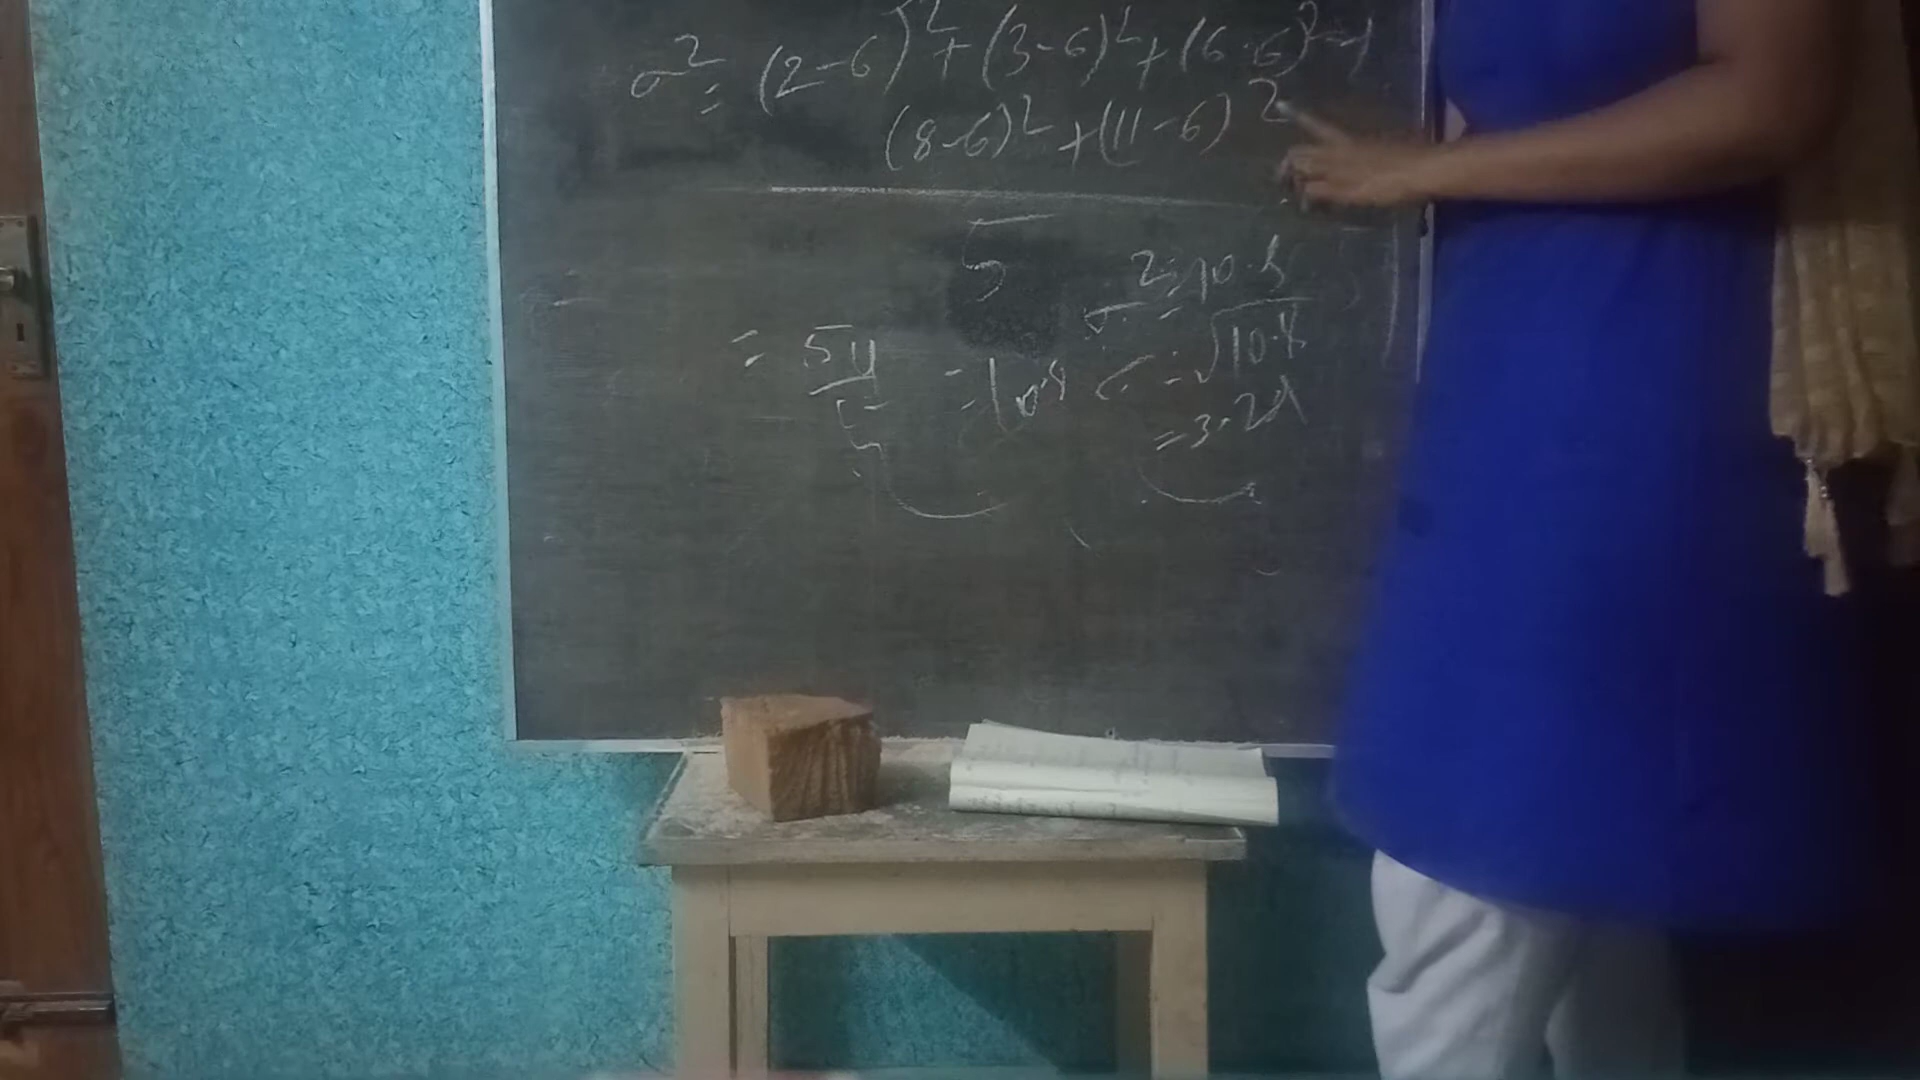 σ² = (2-6)² + (3-6)² + (6-6)² +
(8-6)² + (11-6)²
5
= 54/5 = 10.8
σ² = 10.8
σ = √10.8
= 3.28